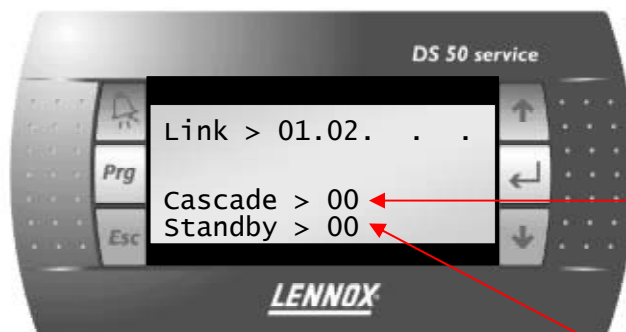 DS 50 service
Link > 01.02. . .
Prg
Cascade > 00
Standby > 00
Esc
LENNOX